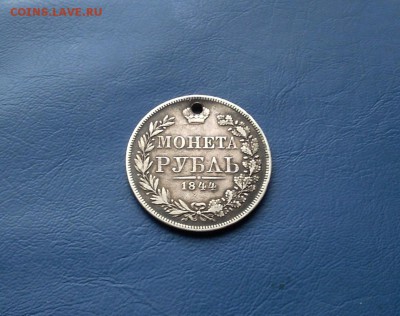 COINS.LAVE.RU
МОНЕТА
РУБЛЬ
1844